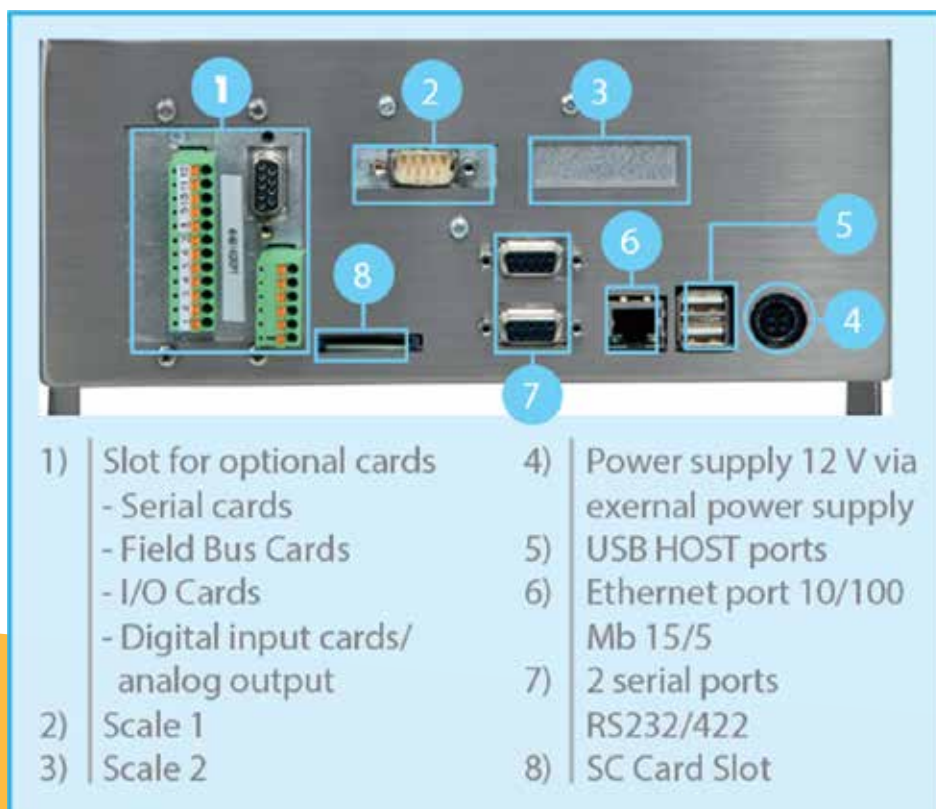 1
2
3
5
6
8
4
7
1) Slot for optional cards
- Serial cards
- Field Bus Cards
- I/O Cards
- Digital input cards/
analog output
2) Scale 1
3) Scale 2
4) Power supply 12 V via
exernal power supply
5) USB HOST ports
6) Ethernet port 10/100
Mb 15/5
7) 2 serial ports
RS232/422
8) SC Card Slot